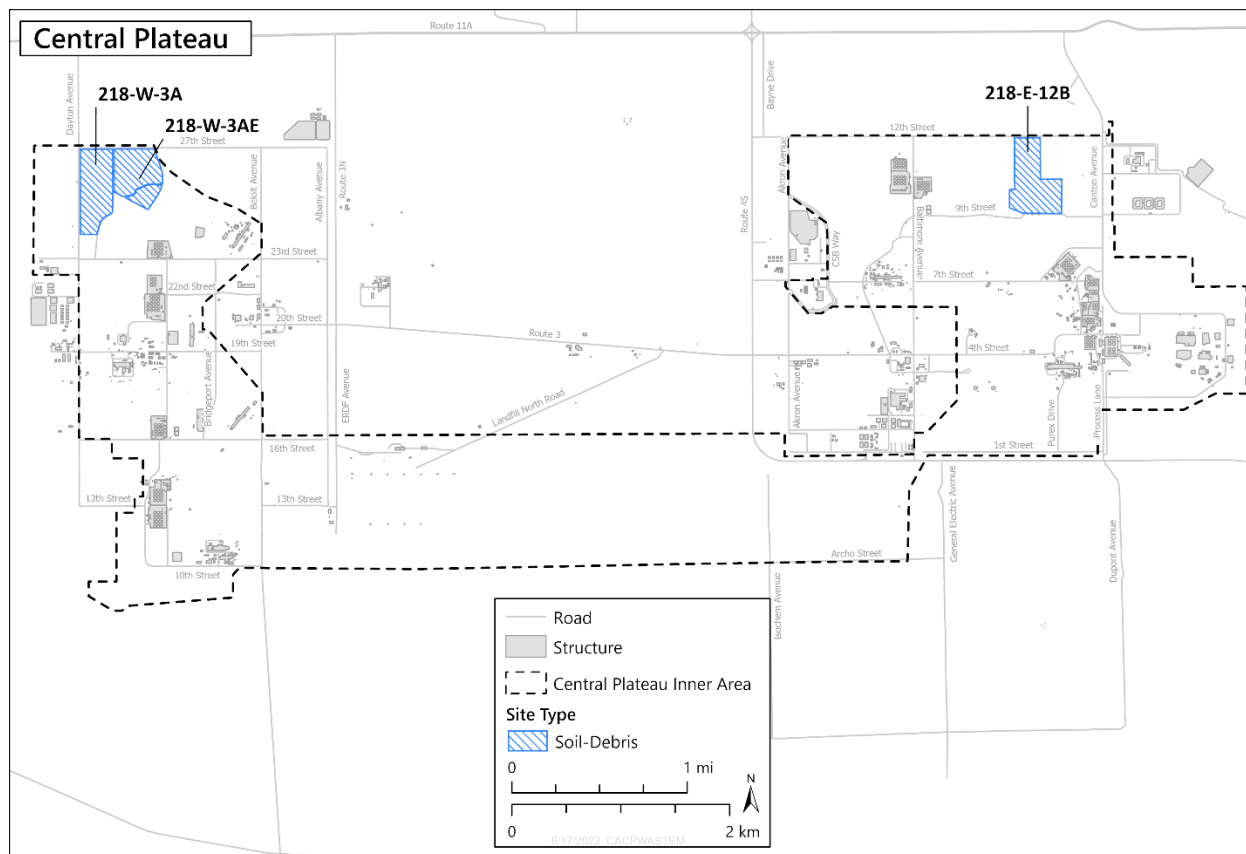 Central Plateau
Route 11A
Dayton Avenue
218-W-3A
218-W-3AE
27th Street
Beloit Avenue
Albany Avenue
Route 3N
Bayne Drive
218-E-12B
12th Street
Akron Avenue
Canton Avenue
Route 4S
9th Street
Baltimore Avenue
CSB Way
23rd Street
7th Street
22nd Street
20th Street
Route 3
19th Street
4th Street
Bridgeport Avenue
ERDF Avenue
Landfill North Road
Akron Avenue
Purex Drive
Process Lane
16th Street
1st Street
13th Street
13th Street
General Electric Avenue
Archo Street
10th Street
Isochem Avenue
Dupont Avenue
Road
Structure
Central Plateau Inner Area
Site Type
Soil-Debris
0 1 mi
N
0 2 km
6/17/2022 CACPWASTEM